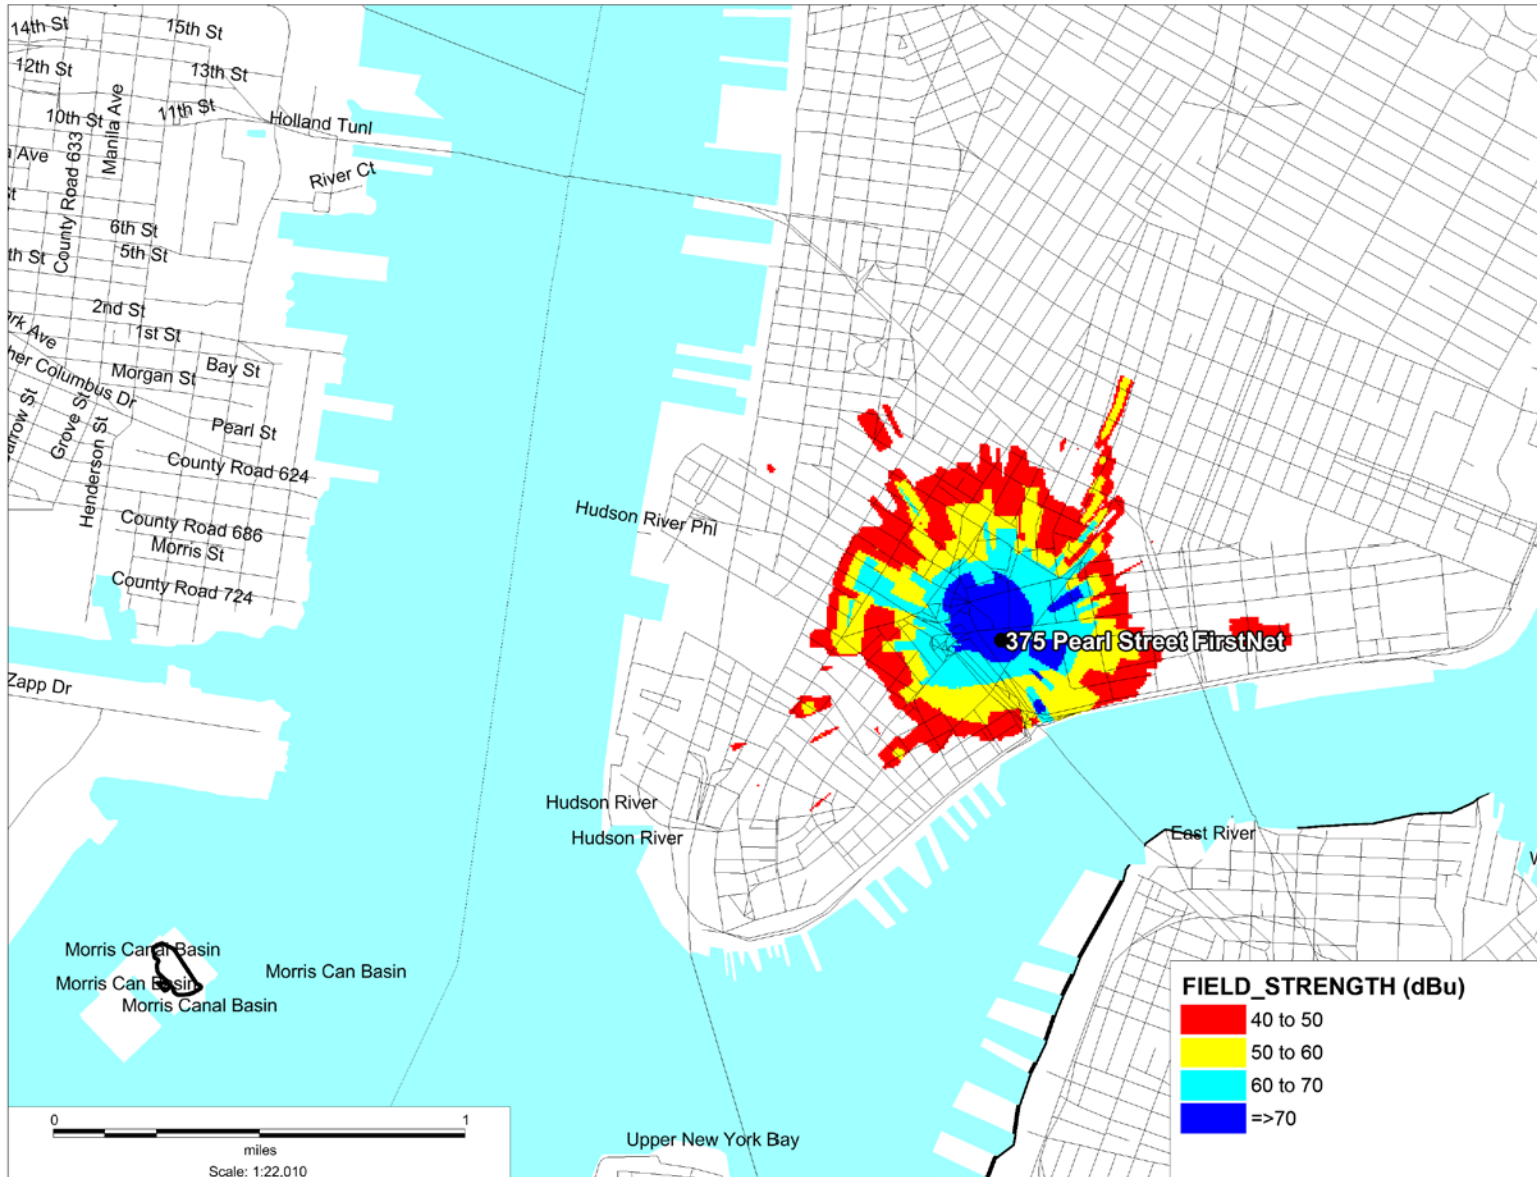 14th St
15th St
12th St
13th St
Manila Ave
10th St
11th St
Holland Tunl
Ave
County Road 633
River Ct
St
6th St
5th St
th St
2nd St
1st St
rk Ave
Bay St
Morgan St
her Columbus Dr
Grove St
Pearl St
Henderson St
County Road 624
Hudson River Phl
County Road 686
Morris St
County Road 724
375 Pearl Street FirstNet
Zapp Dr
Hudson River
Hudson River
East River
Morris Canal Basin
Morris Can Basin
Morris Can Basin
Morris Canal Basin
FIELD_STRENGTH (dBu)
40 to 50
50 to 60
60 to 70
=>70
0 1
miles
Scale: 1:22,010
Upper New York Bay